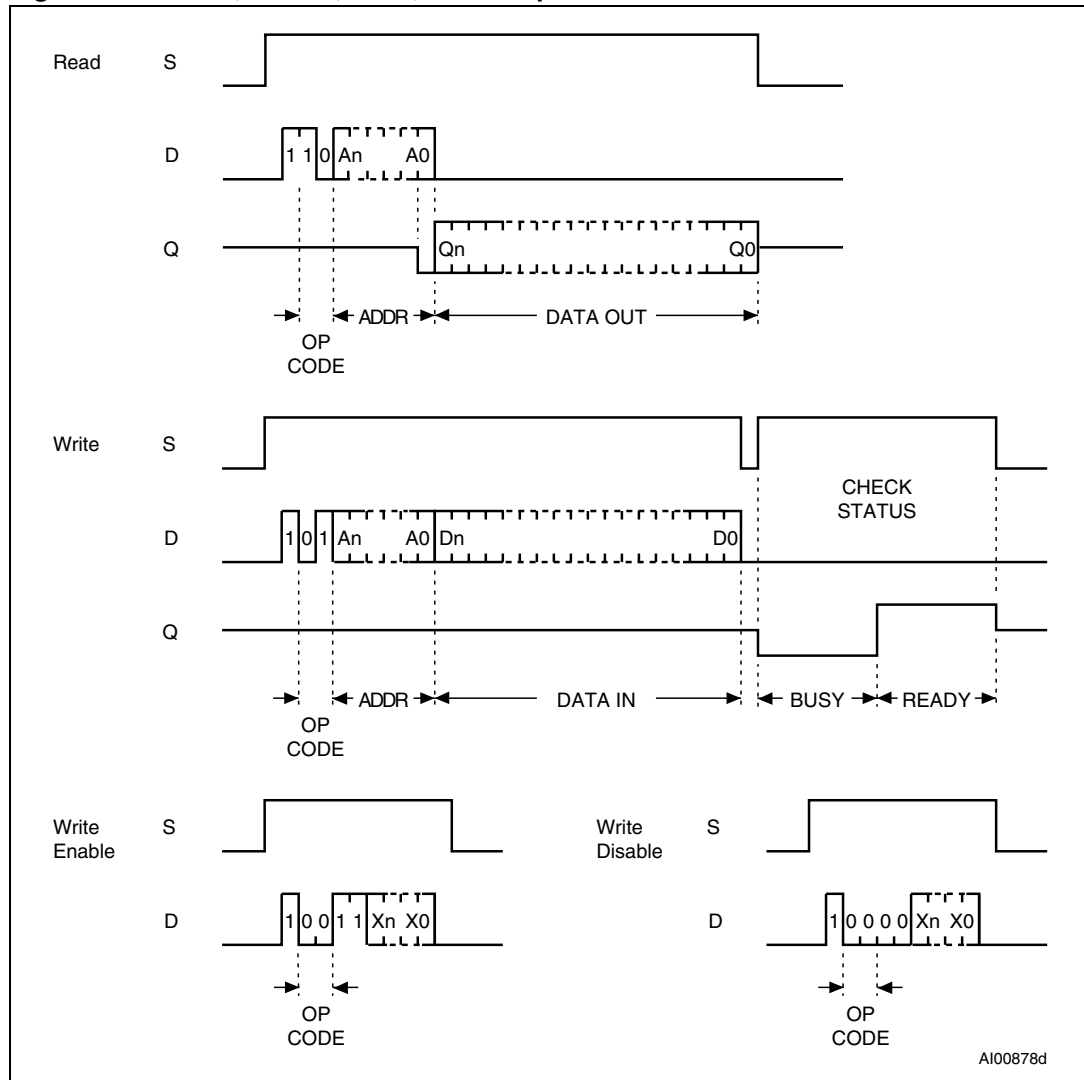 Read S
D 1 1 0 An A0
Q Qn Q0
ADDR DATA OUT
OP
CODE
Write S
CHECK
STATUS
D 1 0 1 An A0 Dn D0
Q
ADDR DATA IN BUSY READY
OP
CODE
Write
Enable
S
D 1 0 0 1 1 Xn X0
OP
CODE
Write
Disable
S
D 1 0 0 0 0 Xn X0
OP
CODE
AI00878d